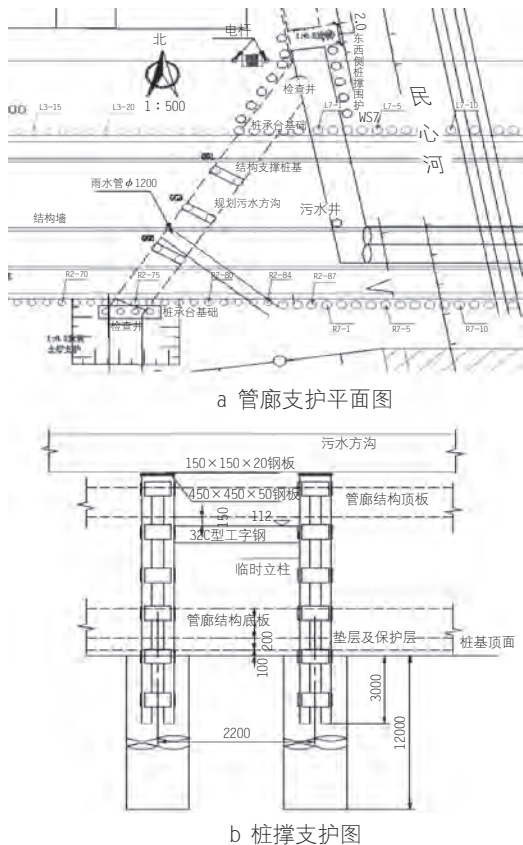 电杆
北
1：500
2.0
东西侧桩撑围护
检查井
WS7
民心河
L3-15
L3-20
L7-1
L7-5
L7-10
桩承台基础
结构支撑桩基
雨水管φ1200
规划污水方沟
污水井
结构墙
R2-70
R2-75
R2-80
R2-84
R2-87
桩承台基础
检查井
R7-1
R7-5
R7-10
a 管廊支护平面图
污水方沟
150×150×20钢板
450×450×50钢板
管廊结构顶板
150
112
32C型工字钢
临时立柱
管廊结构底板
垫层及保护层
桩基顶面
200
100
3000
12000
2200
b 桩撑支护图